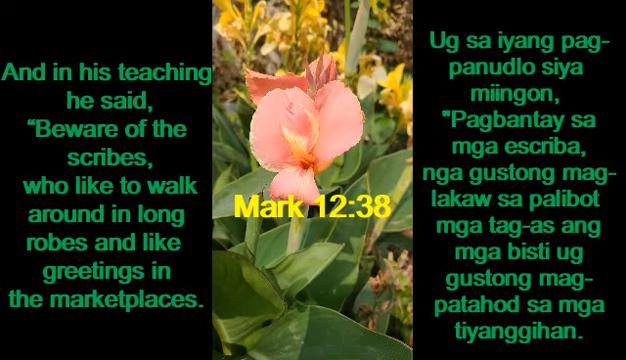 And in his teaching
he said,
“Beware of the
scribes,
who like to walk
around in long
robes and like
greetings in
the marketplaces.
Mark 12:38
Ug sa iyang pag-
panudlo siya
miingon,
"Pagbantay sa
mga escriba,
nga gustong mag-
lakaw sa palibot
mga tag-as ang
mga bisti ug
gustong mag-
patahod sa mga
tiyanggihan.